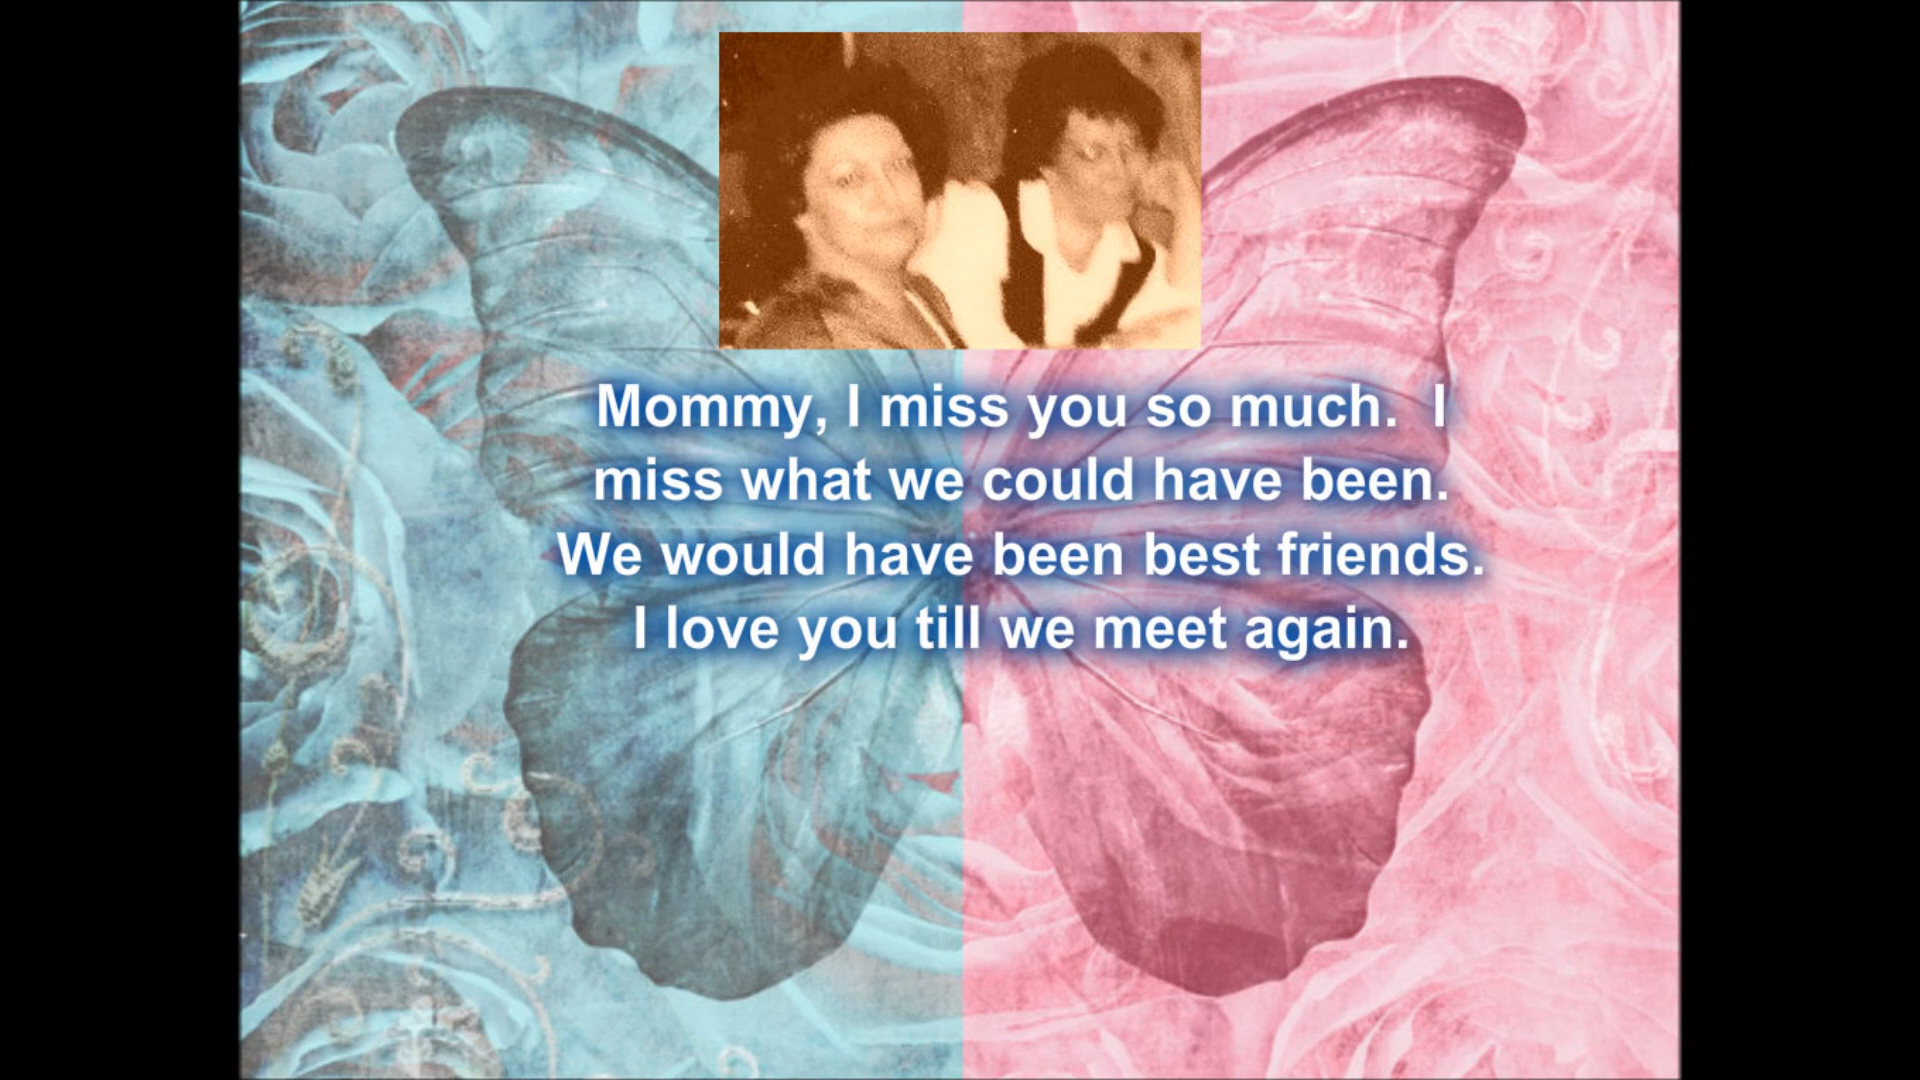 Mommy, I miss you so much.  I
miss what we could have been.
We would have been best friends.
I love you till we meet again.